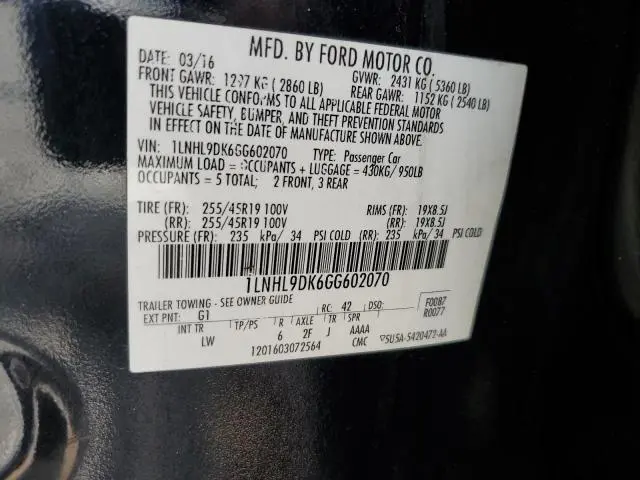 MFD. BY FORD MOTOR CO.
DATE: 03/16 GVWR: 2431 KG ( 5360 LB)
FRONT GAWR: 1297 KG ( 2860 LB) REAR GAWR: 1152 KG ( 2540 LB)
THIS VEHICLE CONFORMS TO ALL APPLICABLE FEDERAL MOTOR
VEHICLE SAFETY, BUMPER, AND THEFT PREVENTION STANDARDS
IN EFFECT ON THE DATE OF MANUFACTURE SHOWN ABOVE.
VIN: 1LNHL9DK6GG602070 TYPE: Passenger Car
MAXIMUM LOAD = OCCUPANTS + LUGGAGE = 430KG/ 950LB
OCCUPANTS = 5 TOTAL; 2 FRONT, 3 REAR
TIRE (FR): 255/45R19 100V RIMS (FR): 19X8.5J
(RR): 255/45R19 100V (RR): 19X8.5J
PRESSURE (FR): 235 kPa/ 34 PSI COLD (RR): 235 kPa/ 34 PSI COLD
1LNHL9DK6GG602070
TRAILER TOWING - SEE OWNER GUIDE
EXT PNT: G1 RC: 42 DSO: F0087
R0077
INT TR TP/PS R AXLE TR SPR
LW 6 2F J AAAA
1201603072564 CMC 5U5A-5420472-AA